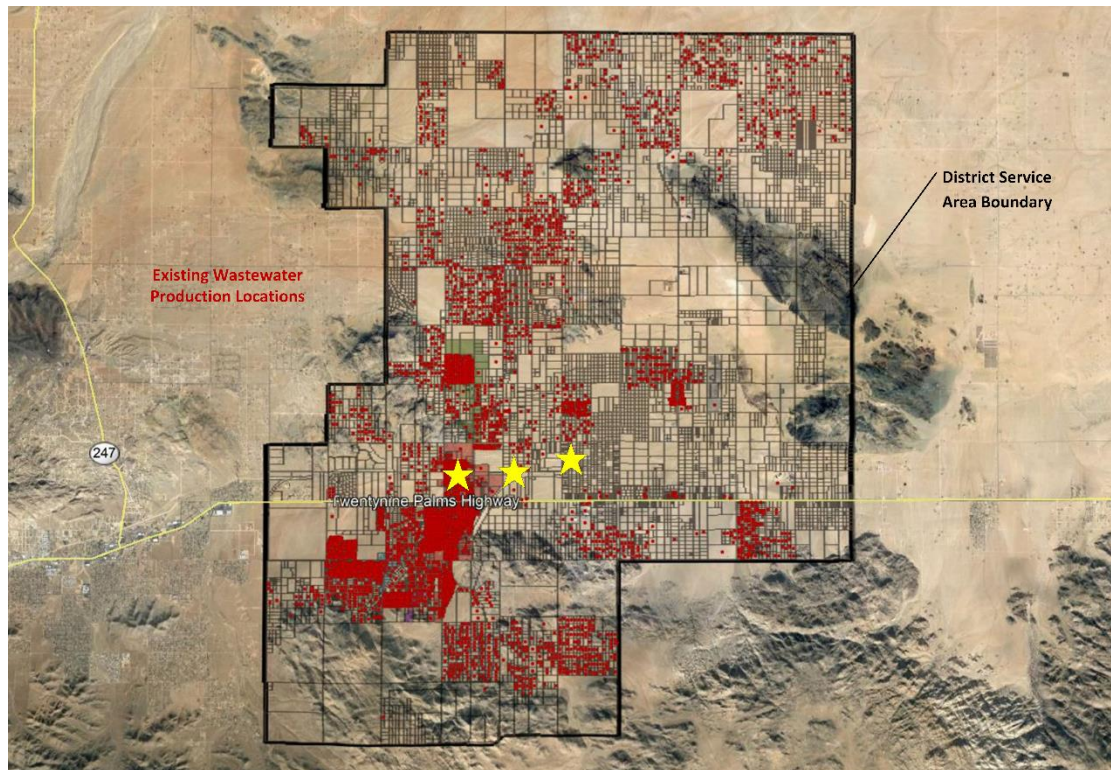 District Service
Area Boundary
Existing Wastewater
Production Locations
247
Twentynine Palms Highway